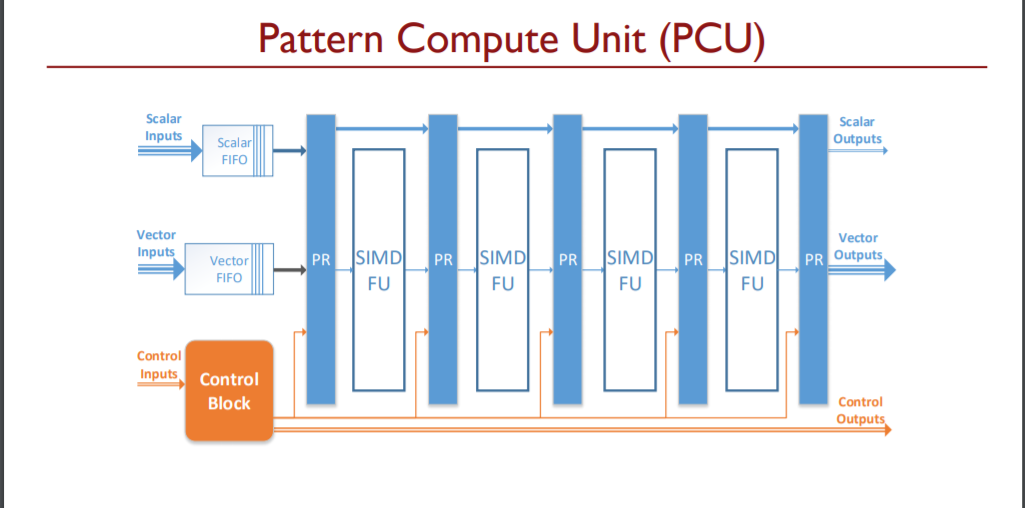 Pattern Compute Unit (PCU)
Scalar
Inputs
Scalar
FIFO
Scalar
Outputs
Vector
Inputs
Vector
FIFO
PR
SIMD
FU
PR
SIMD
FU
PR
SIMD
FU
PR
SIMD
FU
PR
Vector
Outputs
Control
Inputs
Control
Block
Control
Outputs